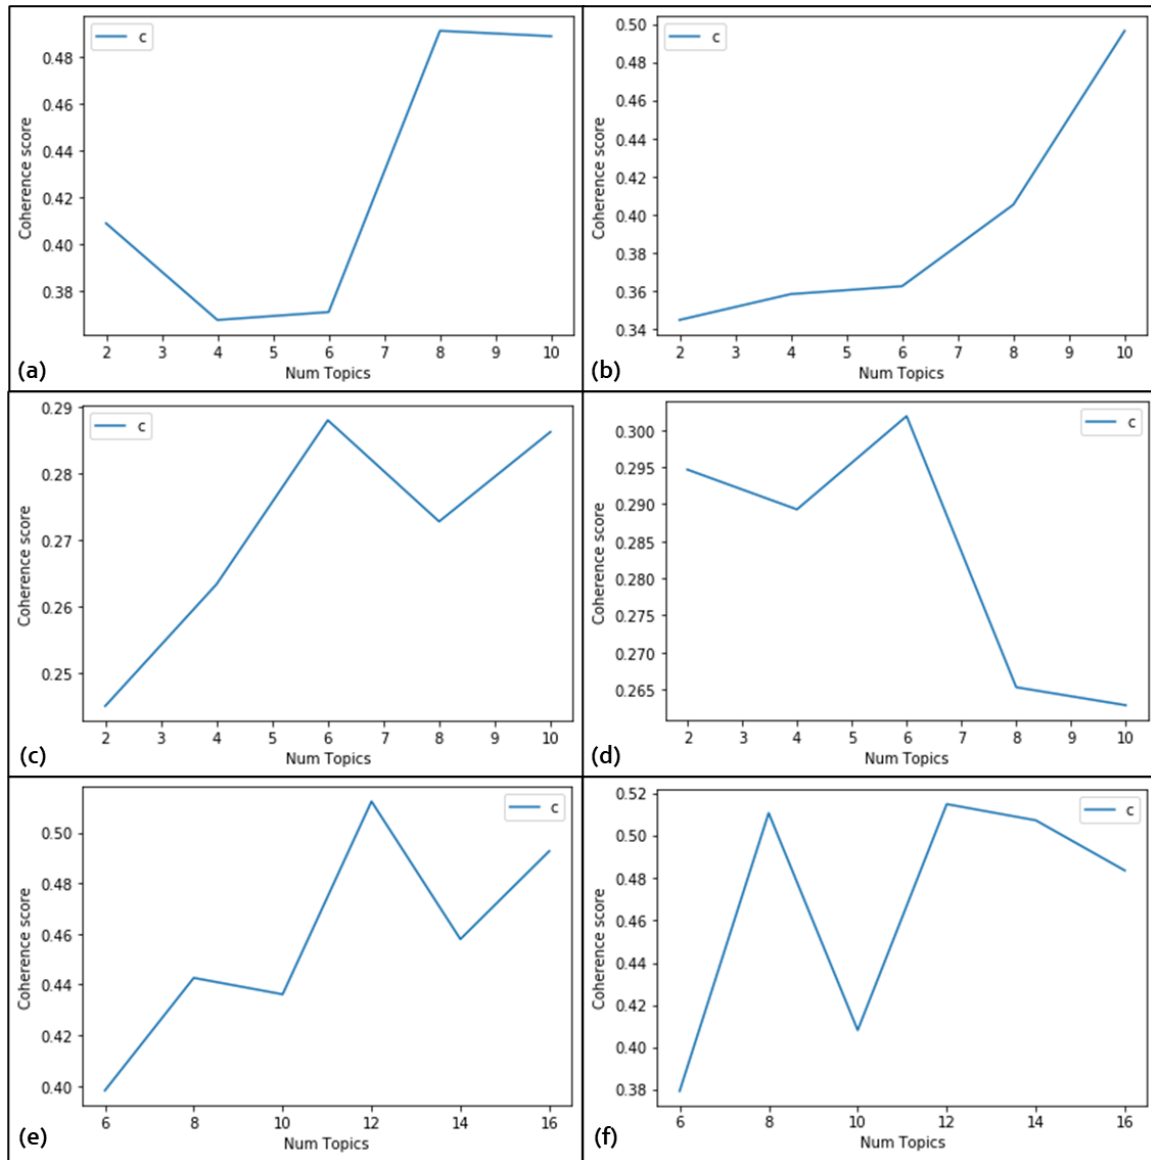 c
Coherence score
0.48
0.46
0.44
0.42
0.40
0.38
2 3 4 5 6 7 8 9 10
Num Topics
(a)
c
Coherence score
0.50
0.48
0.46
0.44
0.42
0.40
0.38
0.36
0.34
2 3 4 5 6 7 8 9 10
Num Topics
(b)
c
Coherence score
0.29
0.28
0.27
0.26
0.25
2 3 4 5 6 7 8 9 10
Num Topics
(c)
c
Coherence score
0.300
0.295
0.290
0.285
0.280
0.275
0.270
0.265
2 3 4 5 6 7 8 9 10
Num Topics
(d)
c
Coherence score
0.50
0.48
0.46
0.44
0.42
0.40
6 8 10 12 14 16
Num Topics
(e)
c
Coherence score
0.52
0.50
0.48
0.46
0.44
0.42
0.40
0.38
6 8 10 12 14 16
Num Topics
(f)